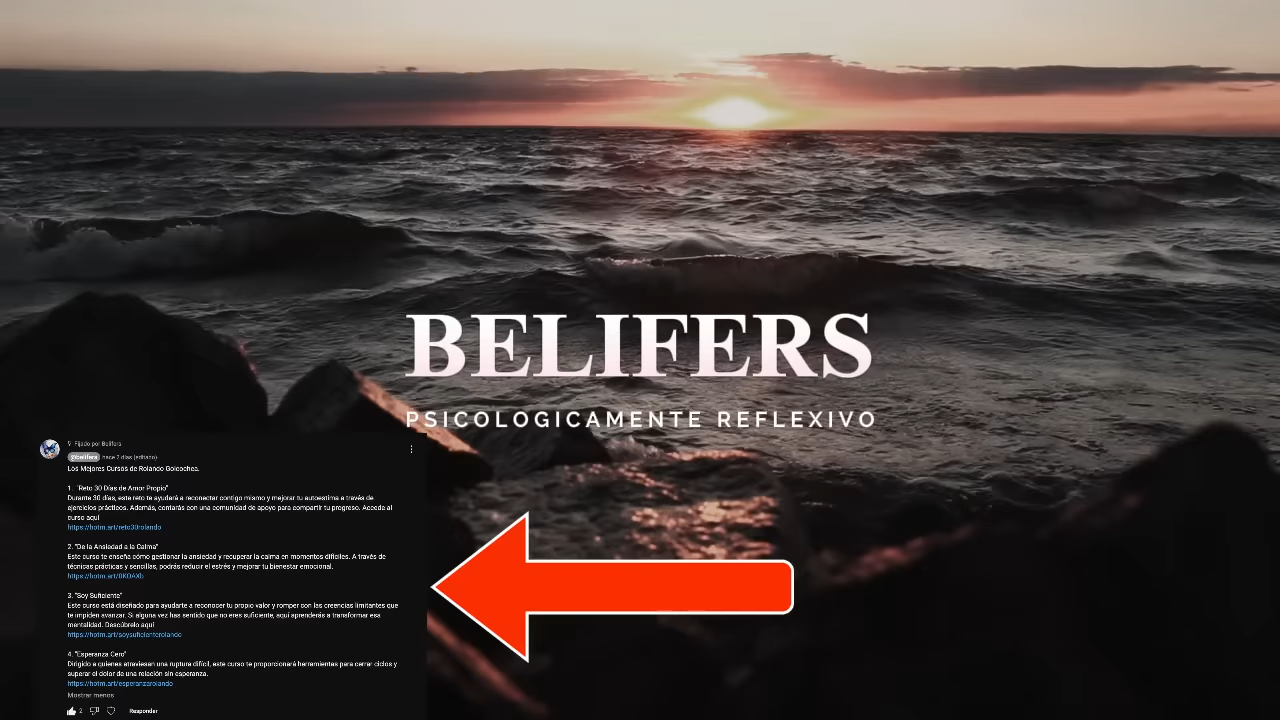 BELIFERS
PSICOLOGICAMENTE REFLEXIVO
Fijado por Belifers
@belifers hace 2 días (editado)
Los Mejores Cursos de Rolando Goicochea.
1. "Reto 30 Días de Amor Propio"
Durante 30 días, este reto te ayudará a reconectar contigo mismo y mejorar tu autoestima a través de
ejercicios prácticos. Además, contarás con una comunidad de apoyo para compartir tu progreso. Accede al
curso aquí
https://hotm.art/reto30rolando
2. "De la Ansiedad a la Calma"
Este curso te enseña cómo gestionar la ansiedad y recuperar la calma en momentos difíciles. A través de
técnicas prácticas y sencillas, podrás reducir el estrés y mejorar tu bienestar emocional.
3. "Soy Suficiente"
Este curso está diseñado para ayudarte a reconocer tu propio valor y romper con las creencias limitantes que
te impiden avanzar. Si alguna vez has sentido que no eres suficiente, aquí aprenderás a transformar esa
mentalidad. Descúbrelo aquí
https://hotm.art/soysuficienterolando
4. "Esperanza Cero"
Dirigido a quienes atraviesan una ruptura difícil, este curso te proporcionará herramientas para cerrar ciclos y
superar el dolor de una relación sin esperanza.
https://hotm.art/esperanzarolando
Mostrar menos
2 Responder